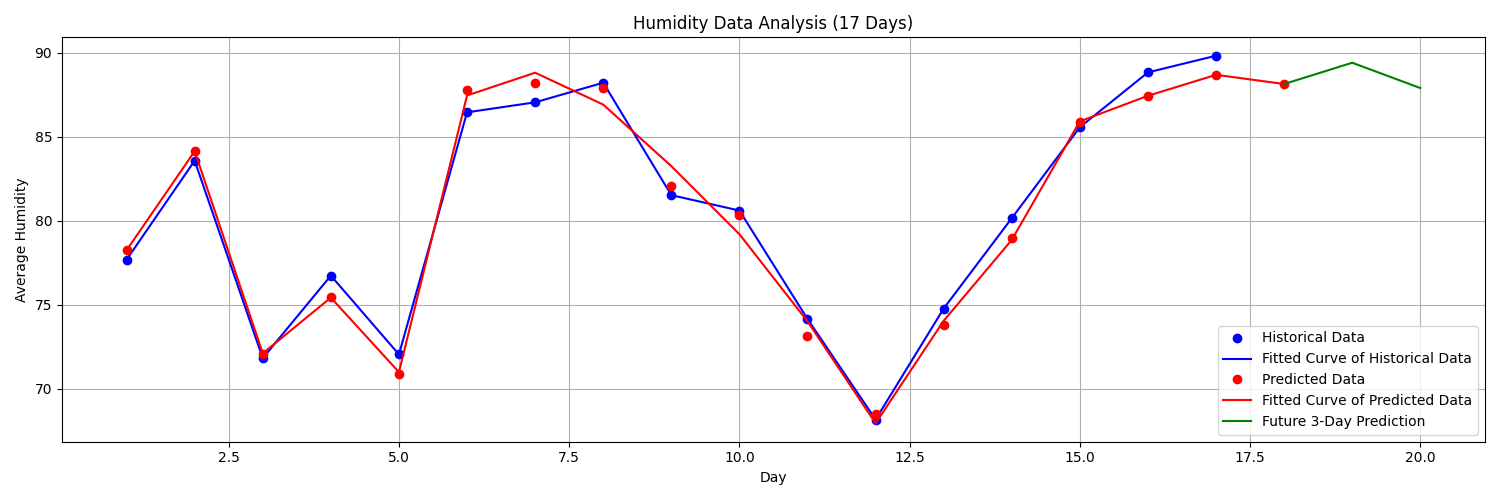 Humidity Data Analysis (17 Days)
90
85
80
75
70
Average Humidity
2.5
5.0
7.5
10.0
12.5
15.0
17.5
20.0
Day
Historical Data
Fitted Curve of Historical Data
Predicted Data
Fitted Curve of Predicted Data
Future 3-Day Prediction